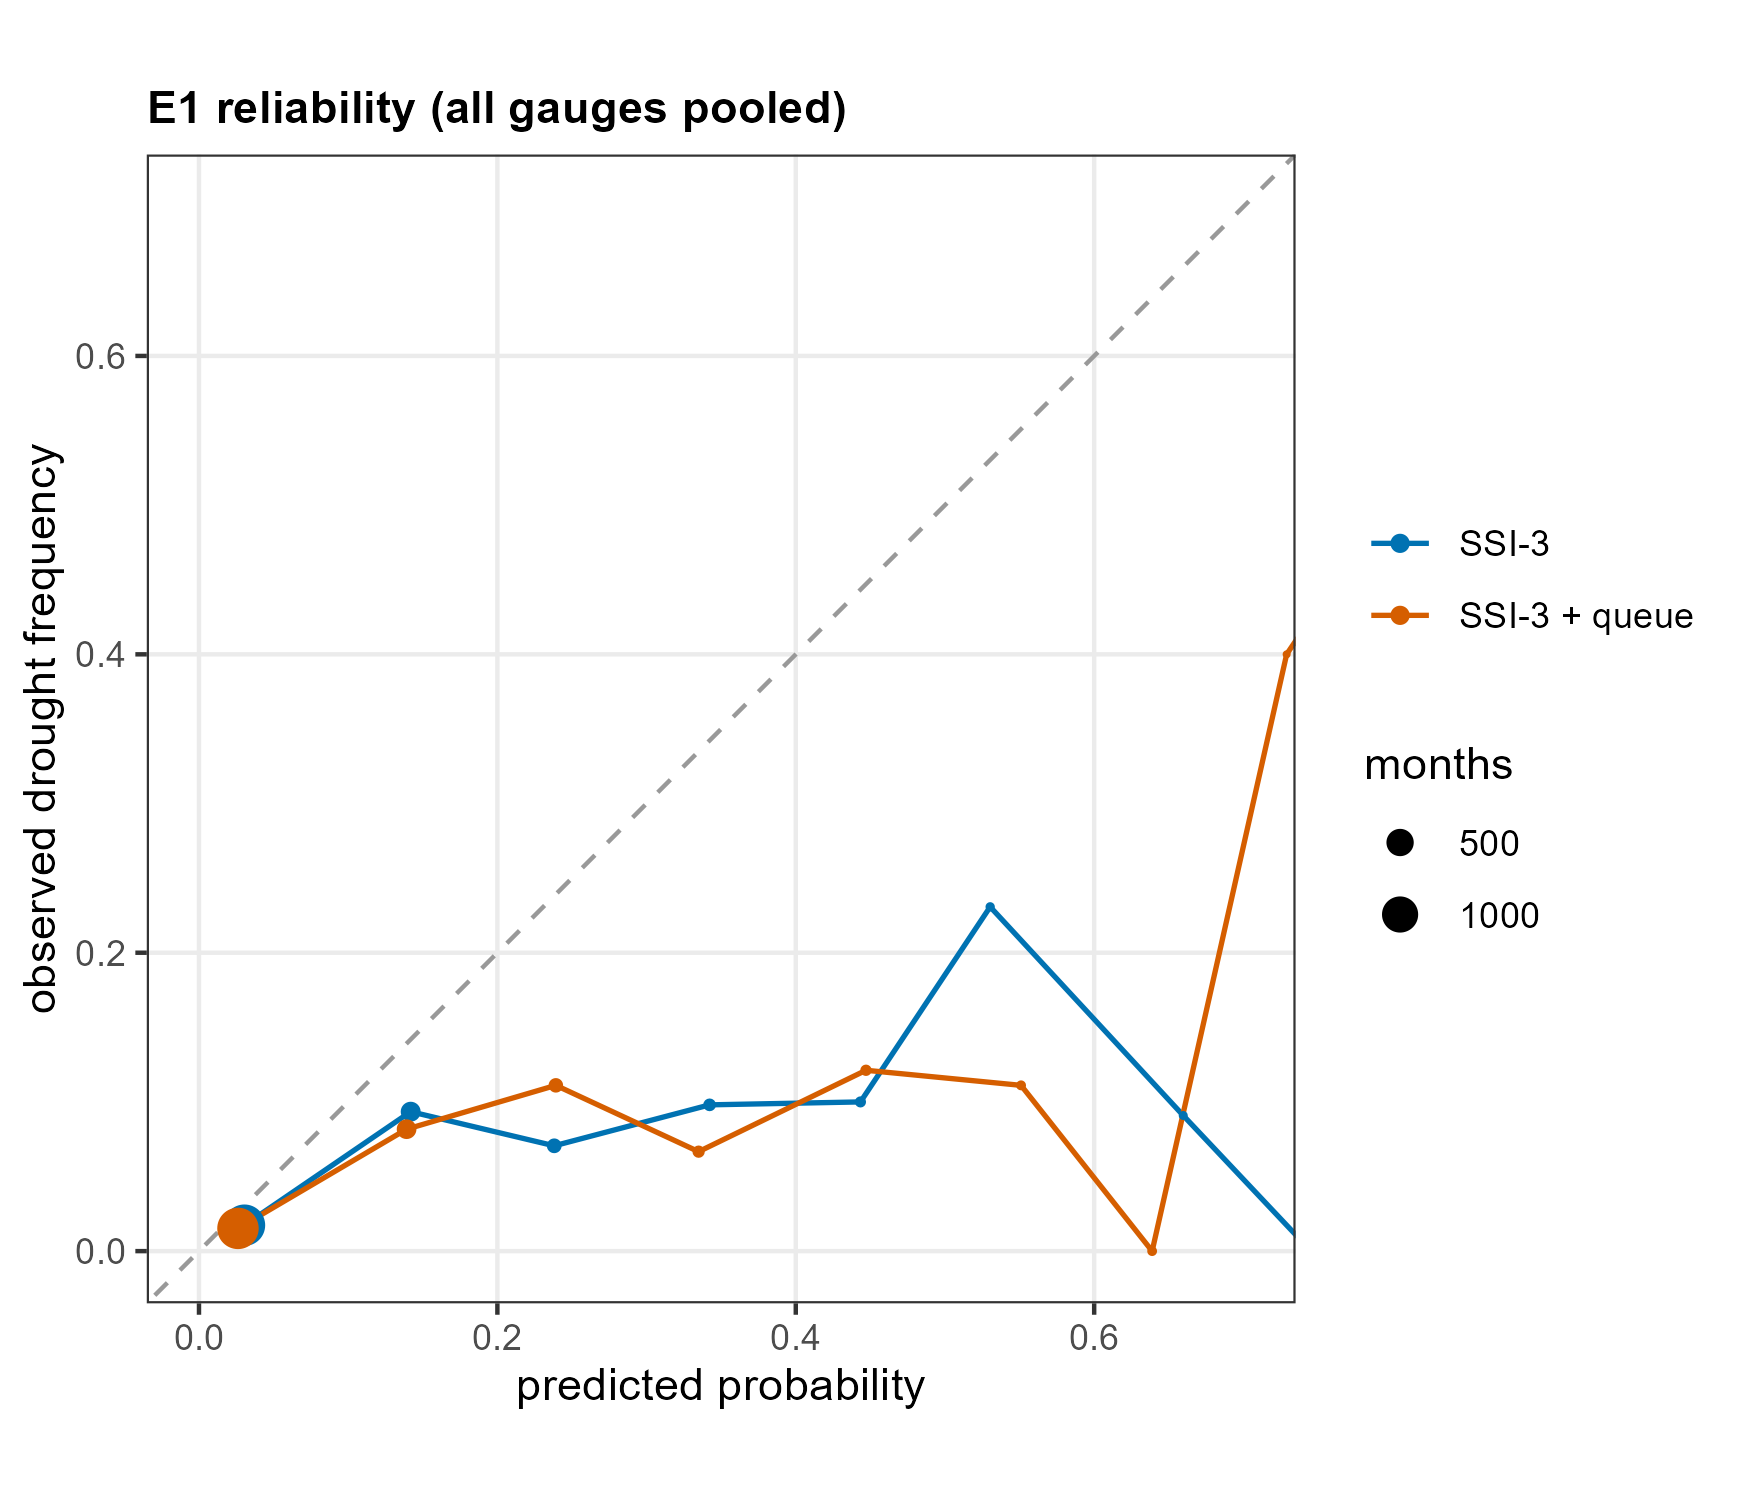 E1 reliability (all gauges pooled)
observed drought frequency
0.6
0.4
0.2
0.0
0.0
0.2
0.4
0.6
predicted probability
SSI-3
SSI-3 + queue
months
500
1000